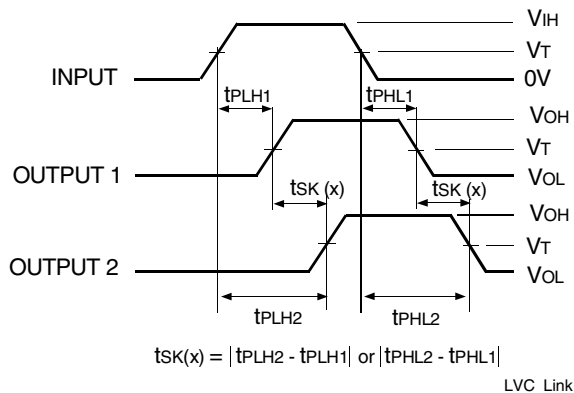 VIH
VT
INPUT
0V
tPLH1
tPHL1
VOH
VT
OUTPUT 1
tSK (x)
tSK (x)
VOL
VOH
VT
OUTPUT 2
VOL
tPLH2
tPHL2
tSK(x) = |tPLH2 - tPLH1| or |tPHL2 - tPHL1|
LVC Link